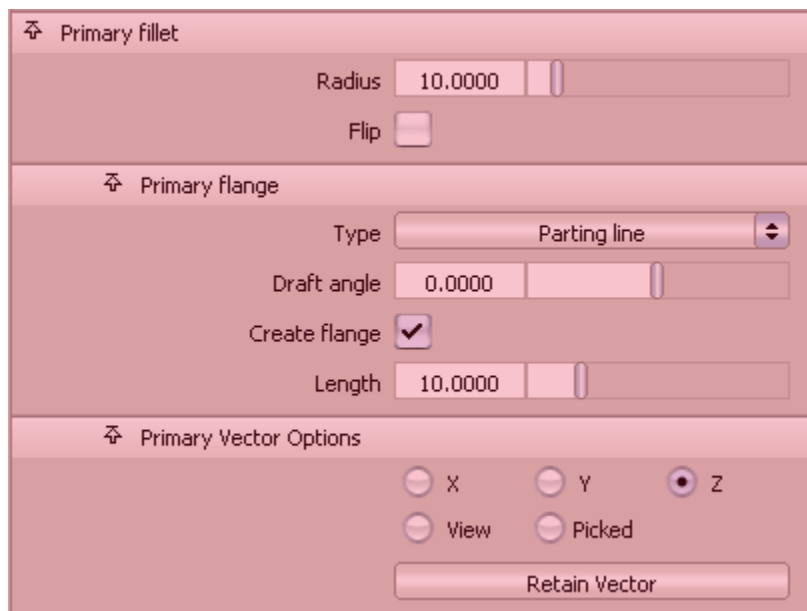 Primary fillet
Radius 10.0000
Flip
Primary flange
Type Parting line
Draft angle 0.0000
Create flange
Length 10.0000
Primary Vector Options
X Y Z
View Picked
Retain Vector